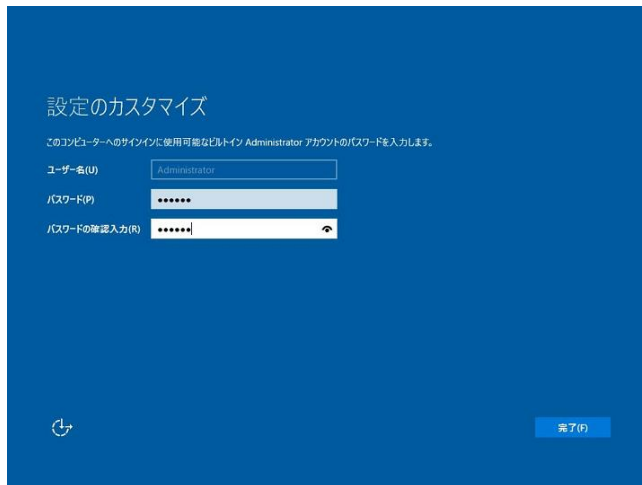 設定のカスタマイズ
このコンピューターへのサインインに使用可能なビルトイン Administrator アカウントのパスワードを入力します。
ユーザー名(U) Administrator
パスワード(P) ●●●●●●
パスワードの確認入力(R) ●●●●●●
完了(F)